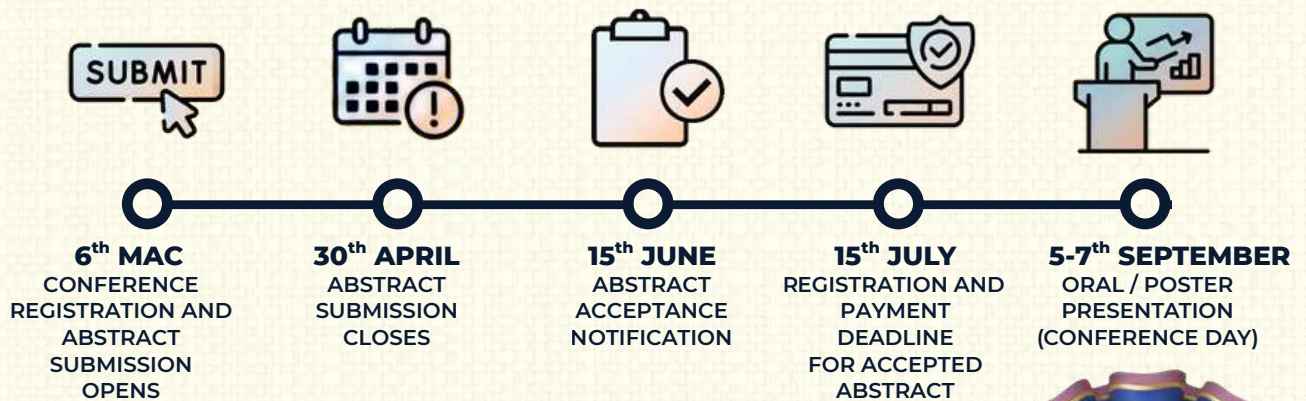 SUBMIT
6th MAC
CONFERENCE
REGISTRATION AND
ABSTRACT
SUBMISSION
OPENS
30th APRIL
ABSTRACT
SUBMISSION
CLOSES
15th JUNE
ABSTRACT
ACCEPTANCE
NOTIFICATION
15th JULY
REGISTRATION AND
PAYMENT
DEADLINE
FOR ACCEPTED
ABSTRACT
5-7th SEPTEMBER
ORAL / POSTER
PRESENTATION
(CONFERENCE DAY)